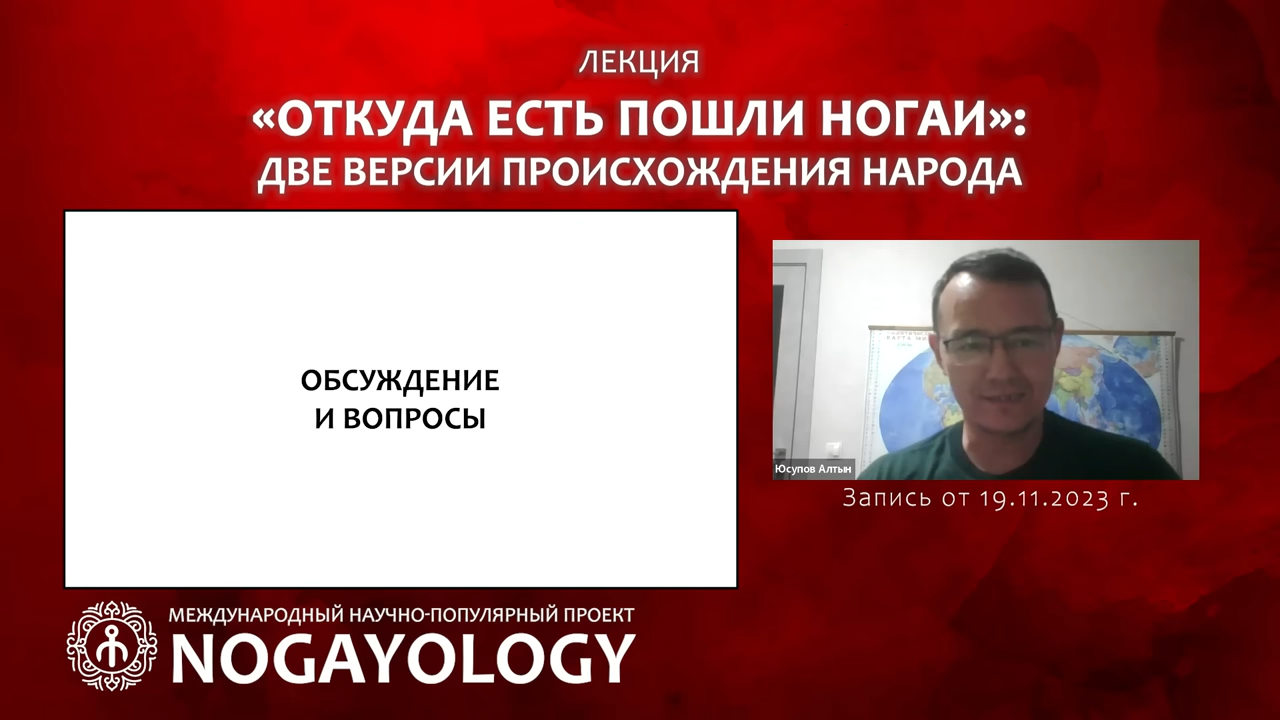 ЛЕКЦИЯ
«ОТКУДА ЕСТЬ ПОШЛИ НОГАИ»:
ДВЕ ВЕРСИИ ПРОИСХОЖДЕНИЯ НАРОДА
ОБСУЖДЕНИЕ
И ВОПРОСЫ
Юсупов Алтын
Запись от 19.11.2023 г.
МЕЖДУНАРОДНЫЙ НАУЧНО-ПОПУЛЯРНЫЙ ПРОЕКТ
NOGAYOLOGY